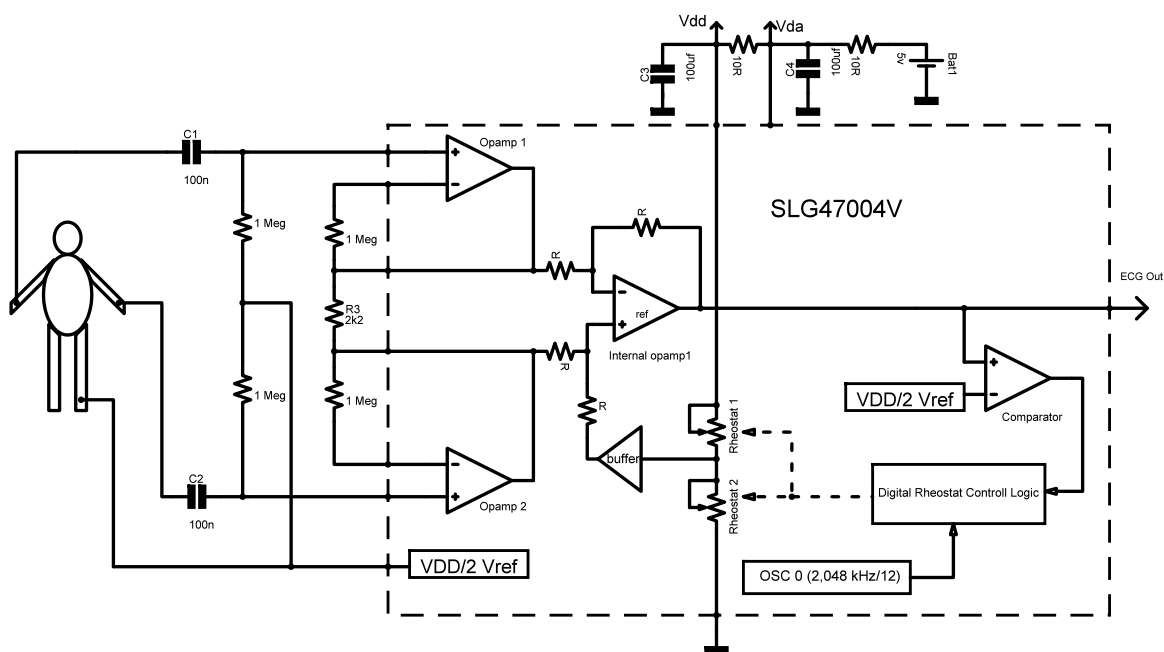 Vdd
Vda
C3
100uf
10R
C4
100uf
10R
5v
Bat1
C1
100n
Opamp 1
SLG47004V
1 Meg
1 Meg
R
R
ECG Out
R3
2k2
ref
Internal opamp1
R
1 Meg
1 Meg
R
VDD/2 Vref
Comparator
Rheostat 1
buffer
C2
100n
Opamp 2
Rheostat 2
Digital Rheostat Controll Logic
VDD/2 Vref
OSC 0 (2,048 kHz/12)